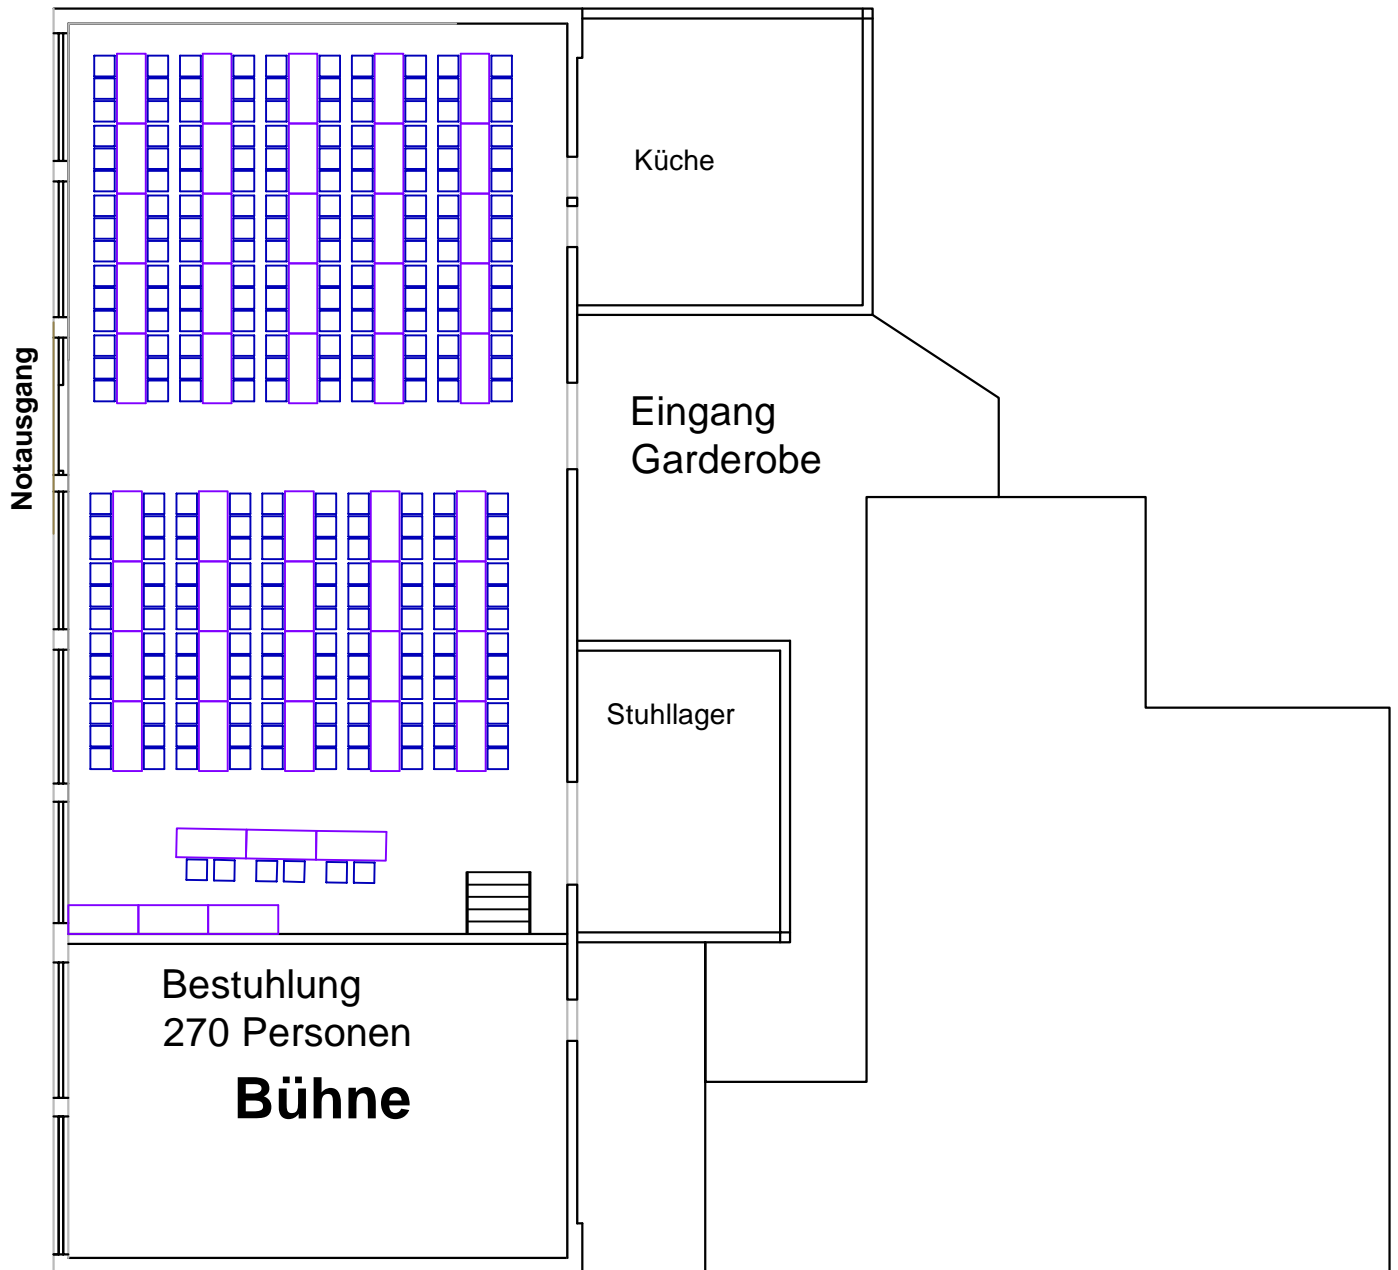 Küche
Notausgang
Eingang
Garderobe
Stuhllager
Bestuhlung
270 Personen
Bühne